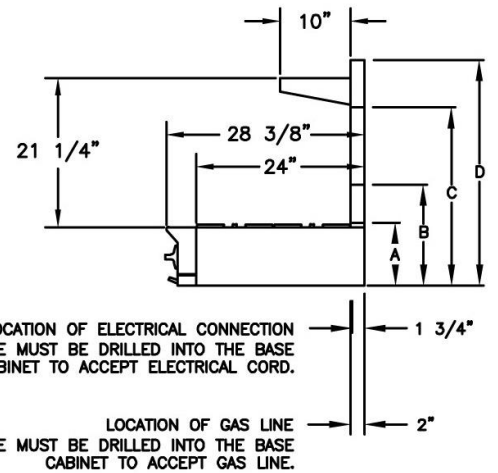 10"
21 1/4"
28 3/8"
24"
D
C
B
A
OF ELECTRICAL CONNECTION
1 3/4"
MUST BE DRILLED INTO THE BASE
TO ACCEPT ELECTRICAL CORD.
LOCATION OF GAS LINE
2"
MUST BE DRILLED INTO THE BASE
CABINET TO ACCEPT GAS LINE.